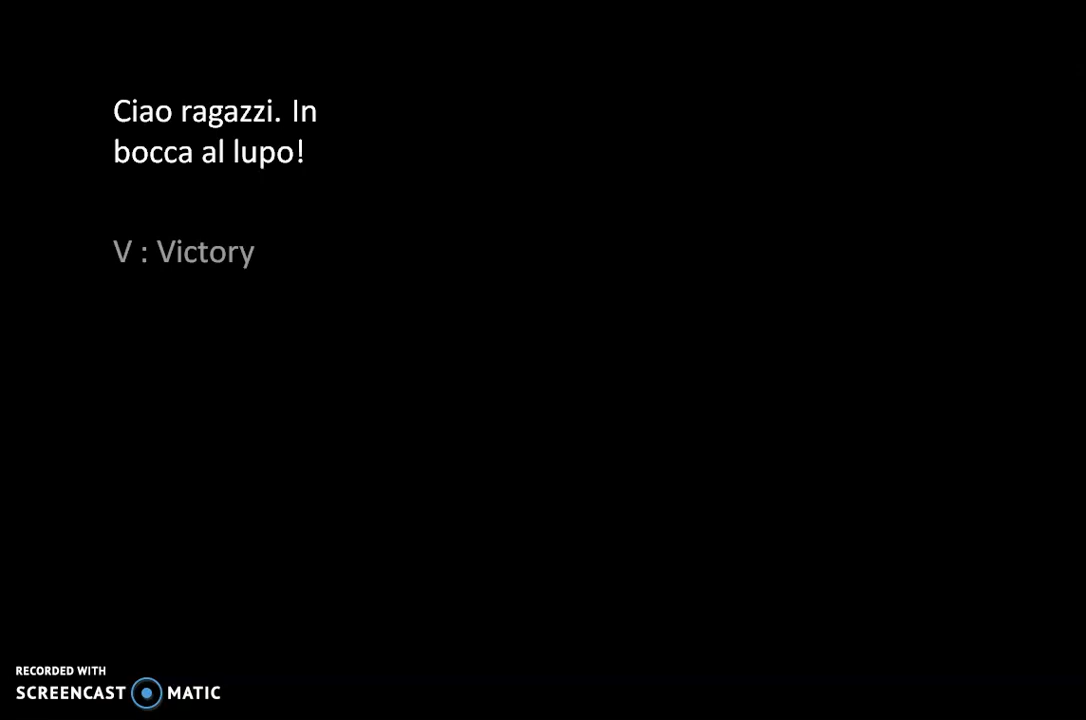 Ciao ragazzi. In
bocca al lupo!
V : Victory
RECORDED WITH
SCREENCAST MATIC